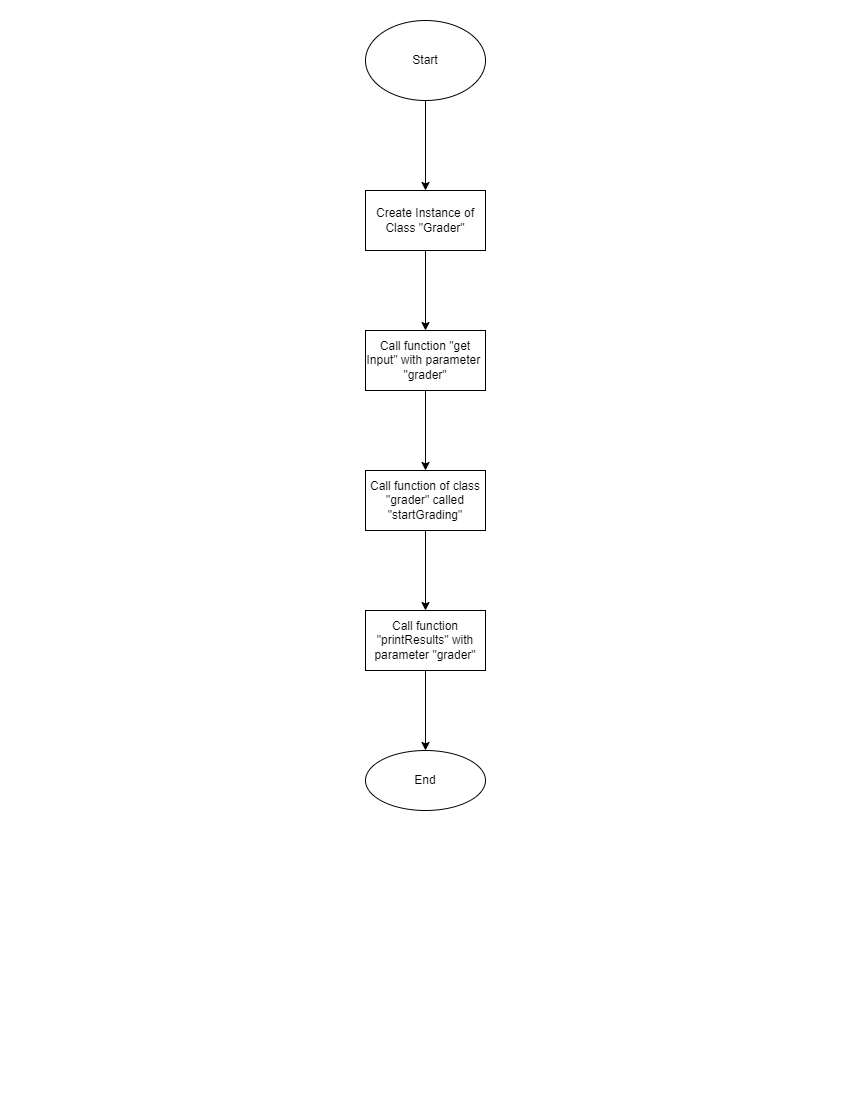 Start
Create Instance of
Class "Grader"
Call function "get
Input" with parameter
"grader"
Call function of class
"grader" called
"startGrading"
Call function
"printResults" with
parameter "grader"
End